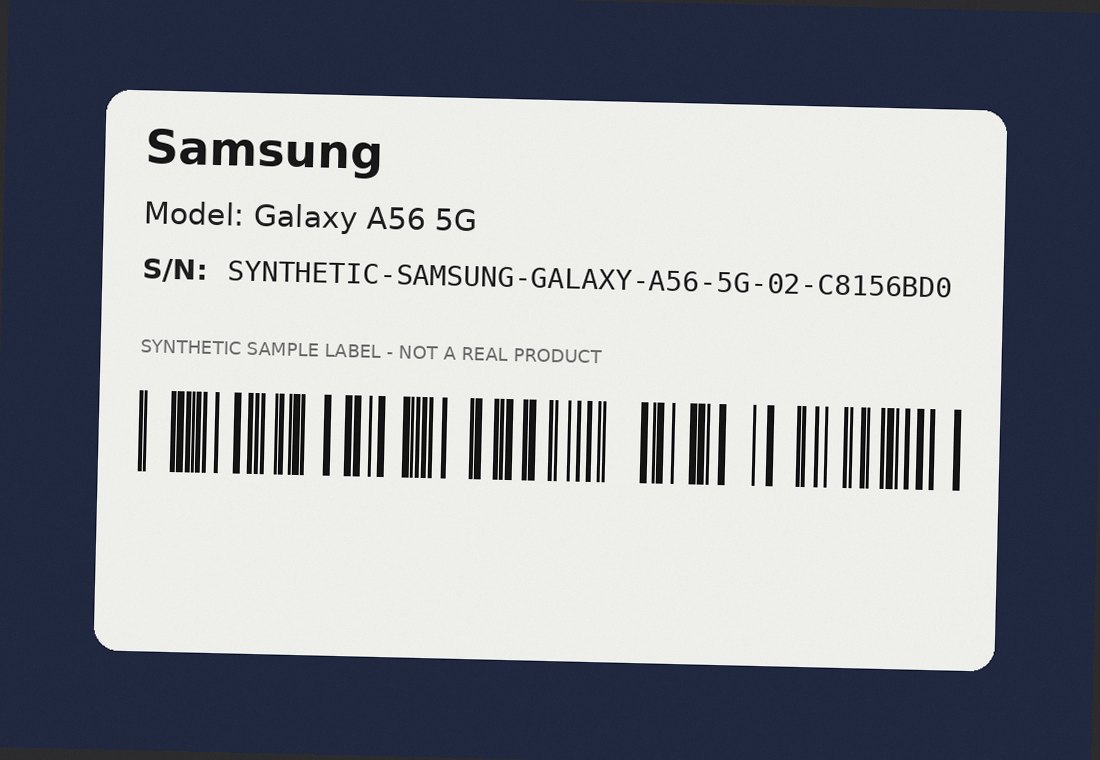 Samsung
Model: Galaxy A56 5G
S/N: SYNTHETIC-SAMSUNG-GALAXY-A56-5G-02-C8156BD0
SYNTHETIC SAMPLE LABEL - NOT A REAL PRODUCT